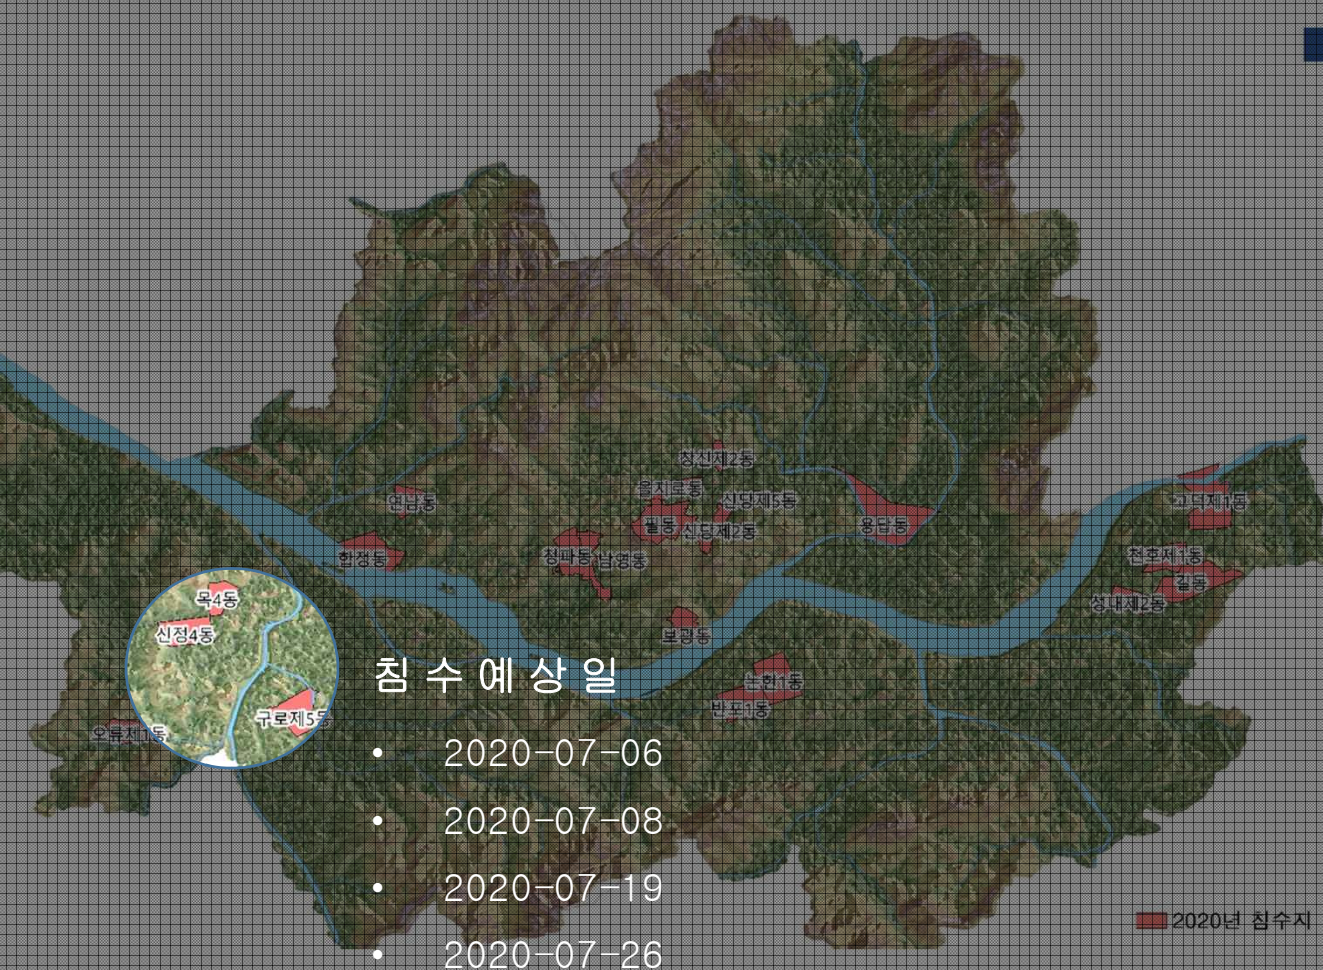 창신제2동
을지로동
연남동
신당제5동
고덕제1동
필동
신당제2동
용답동
합정동
청파동
남영동
천호제1동
길동
목4동
성내제2동
신정4동
보광동
침수예상일
논현1동
반포1동
구로제5동
오류제1동
• 2020-07-06
• 2020-07-08
• 2020-07-19
• 2020-07-26
2020년 침수지